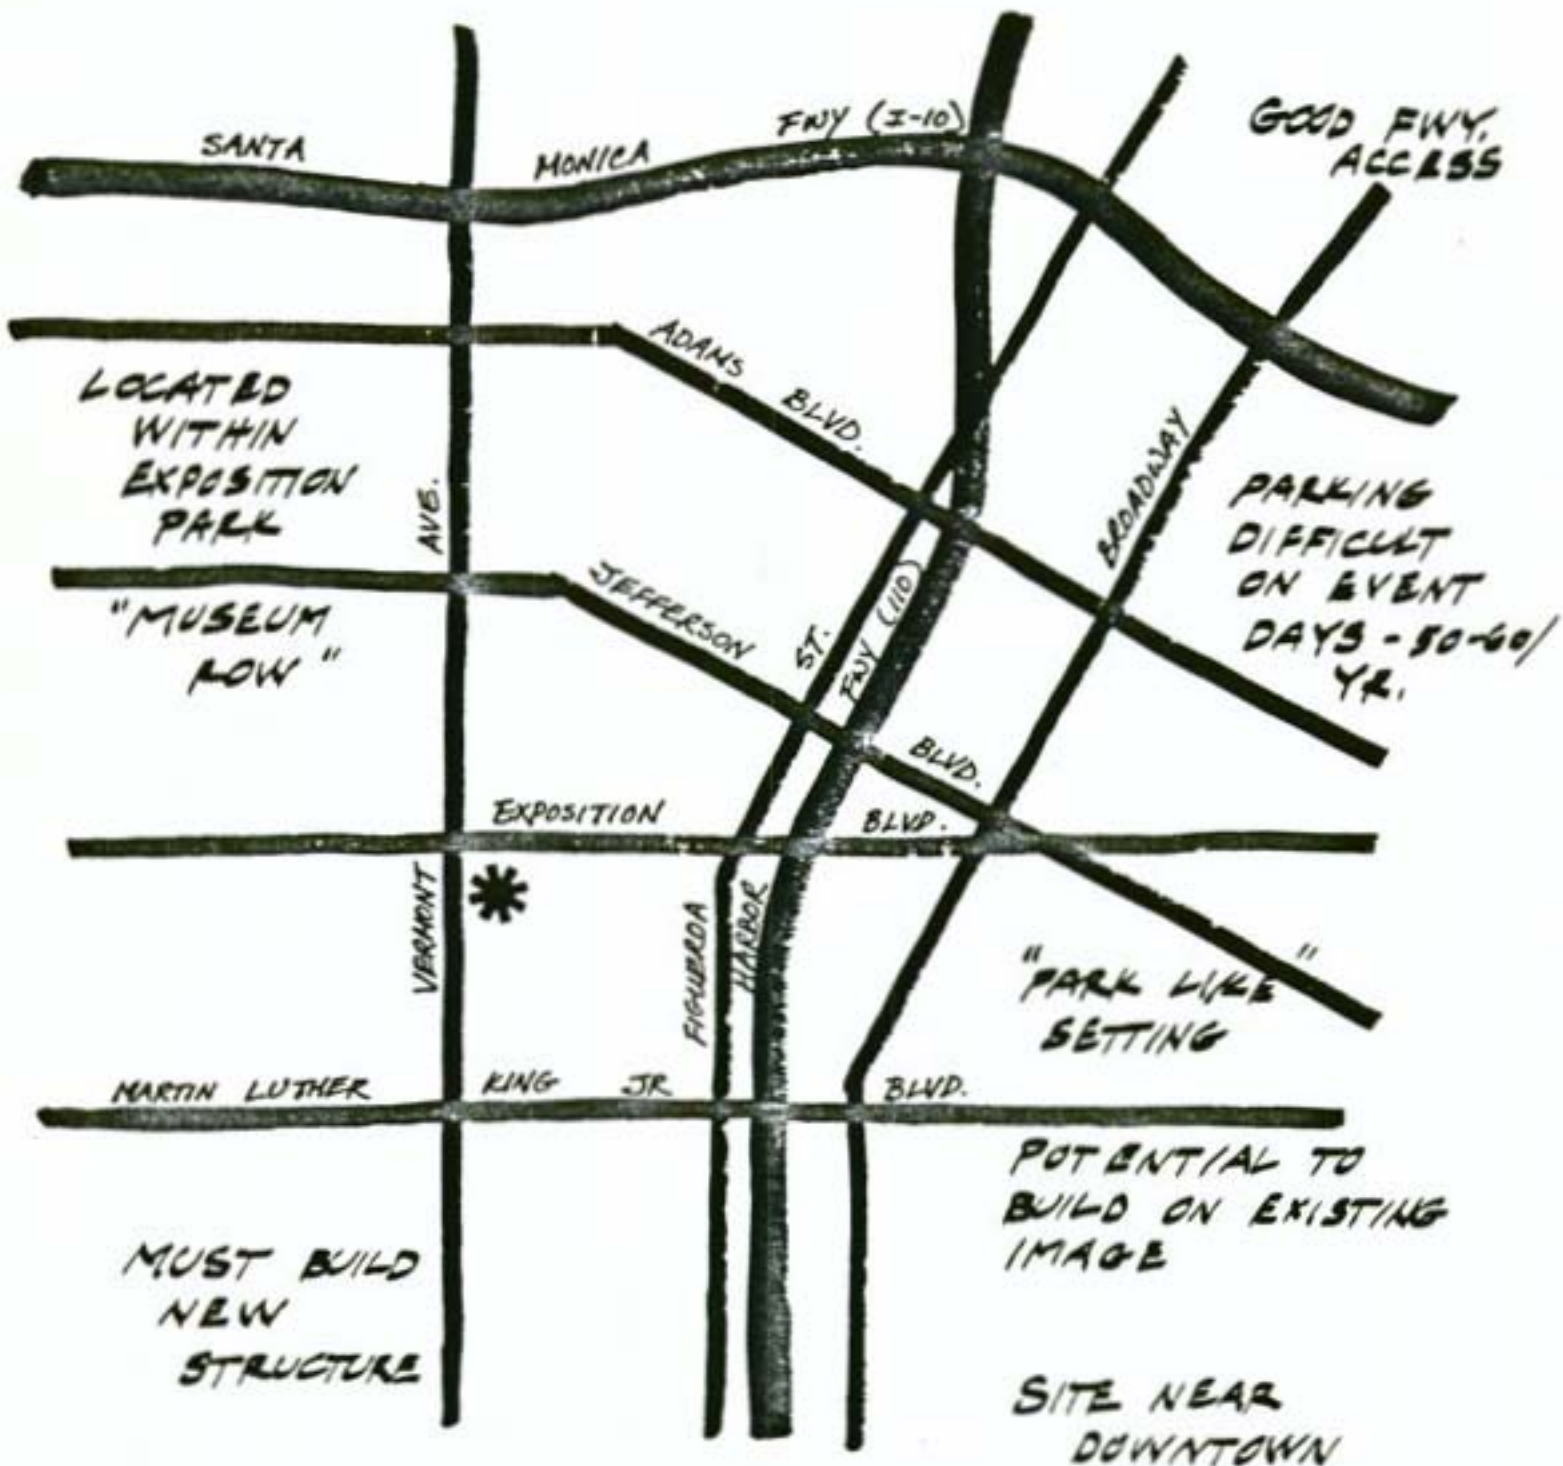 SANTA MONICA FWY (I-10)
GOOD FWY.
ACCESS
ADAMS BLVD.
LOCATED
WITHIN
EXPOSITION
PARK
"MUSEUM
ROW"
VERMONT AVE.
JEFFERSON BLVD.
FIGUEROA ST.
HARBOR FWY (110)
BROADWAY
PARKING
DIFFICULT
ON EVENT
DAYS - 50-60/
YR.
EXPOSITION BLVD.
"PARK LIKE"
SETTING
MARTIN LUTHER KING JR BLVD.
POTENTIAL TO
BUILD ON EXISTING
IMAGE
MUST BUILD
NEW
STRUCTURE
SITE NEAR
DOWNTOWN